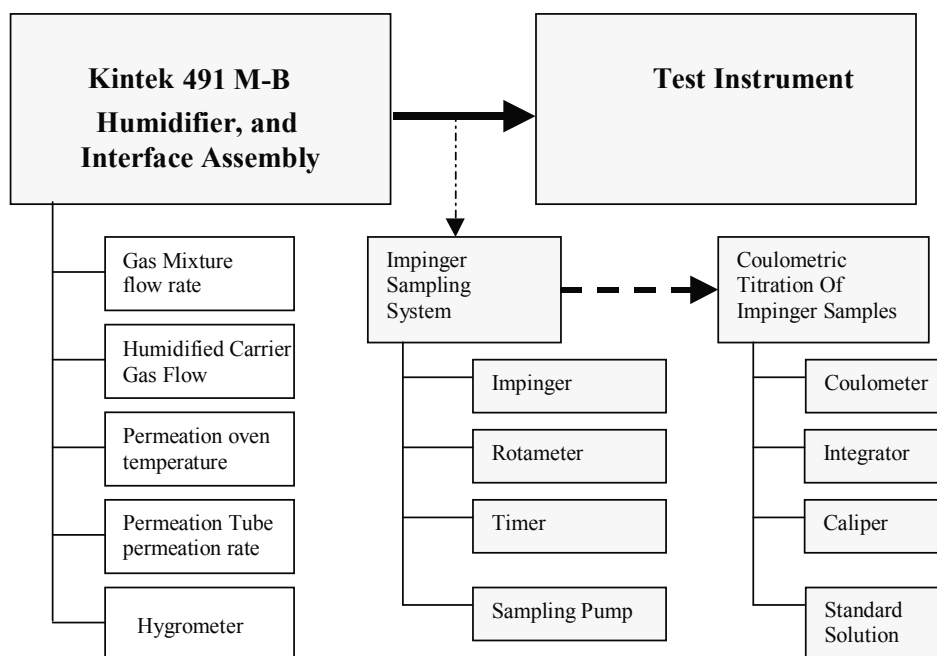 Kintek 491 M-B
Humidifier, and
Interface Assembly
Test Instrument
Gas Mixture
flow rate
Humidified Carrier
Gas Flow
Permeation oven
temperature
Permeation Tube
permeation rate
Hygrometer
Impinger
Sampling
System
Impinger
Rotameter
Timer
Sampling Pump
Coulometric
Titration Of
Impinger Samples
Coulometer
Integrator
Caliper
Standard
Solution